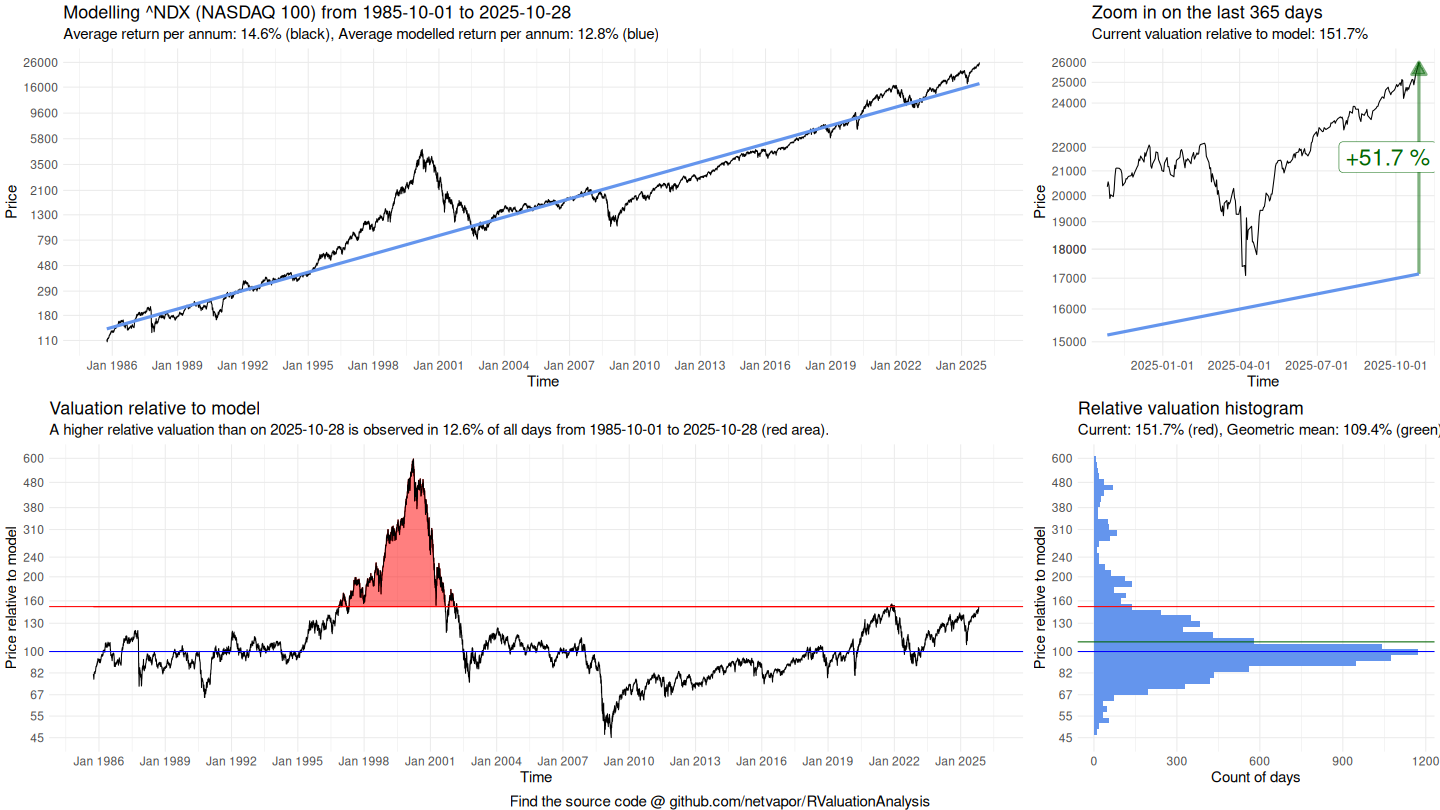 Modelling ^NDX (NASDAQ 100) from 1985-10-01 to 2025-10-28
Average return per annum: 14.6% (black), Average modelled return per annum: 12.8% (blue)
Price
26000
16000
9600
5800
3500
2100
1300
790
480
290
180
110
Jan 1986 Jan 1989 Jan 1992 Jan 1995 Jan 1998 Jan 2001 Jan 2004 Jan 2007 Jan 2010 Jan 2013 Jan 2016 Jan 2019 Jan 2022 Jan 2025
Time
Zoom in on the last 365 days
Current valuation relative to model: 151.7%
Price
26000
25000
24000
22000
21000
20000
19000
18000
17000
16000
15000
+51.7 %
2025-01-01 2025-04-01 2025-07-01 2025-10-01
Time
Valuation relative to model
A higher relative valuation than on 2025-10-28 is observed in 12.6% of all days from 1985-10-01 to 2025-10-28 (red area).
Price relative to model
600
480
380
310
240
200
160
130
100
82
67
55
45
Jan 1986 Jan 1989 Jan 1992 Jan 1995 Jan 1998 Jan 2001 Jan 2004 Jan 2007 Jan 2010 Jan 2013 Jan 2016 Jan 2019 Jan 2022 Jan 2025
Time
Relative valuation histogram
Current: 151.7% (red), Geometric mean: 109.4% (green)
Price relative to model
600
480
380
310
240
200
160
130
100
82
67
55
45
0 300 600 900 1200
Count of days
Find the source code @ github.com/netvapor/RValuationAnalysis